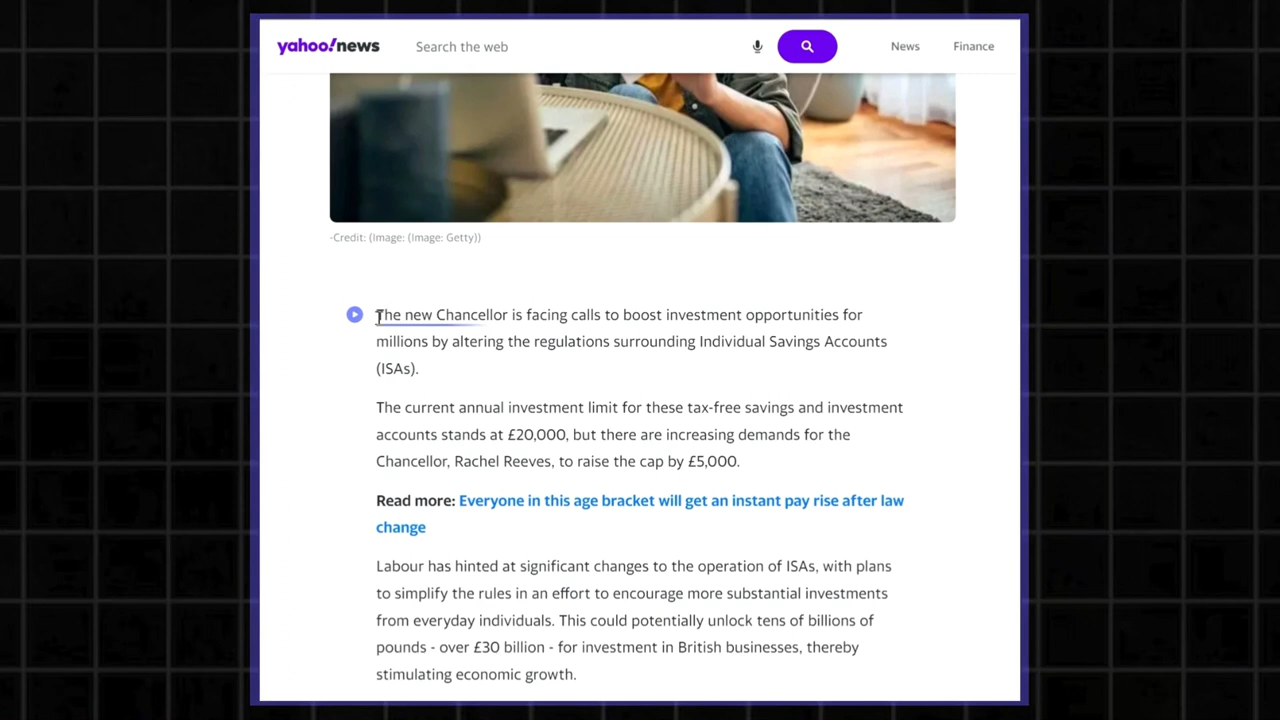 yahoo!news
Search the web
News
Finance
-Credit: (Image: (Image: Getty))
The new Chancellor is facing calls to boost investment opportunities for
millions by altering the regulations surrounding Individual Savings Accounts
(ISAs).
The current annual investment limit for these tax-free savings and investment
accounts stands at £20,000, but there are increasing demands for the
Chancellor, Rachel Reeves, to raise the cap by £5,000.
Read more: Everyone in this age bracket will get an instant pay rise after law
change
Labour has hinted at significant changes to the operation of ISAs, with plans
to simplify the rules in an effort to encourage more substantial investments
from everyday individuals. This could potentially unlock tens of billions of
pounds - over £30 billion - for investment in British businesses, thereby
stimulating economic growth.